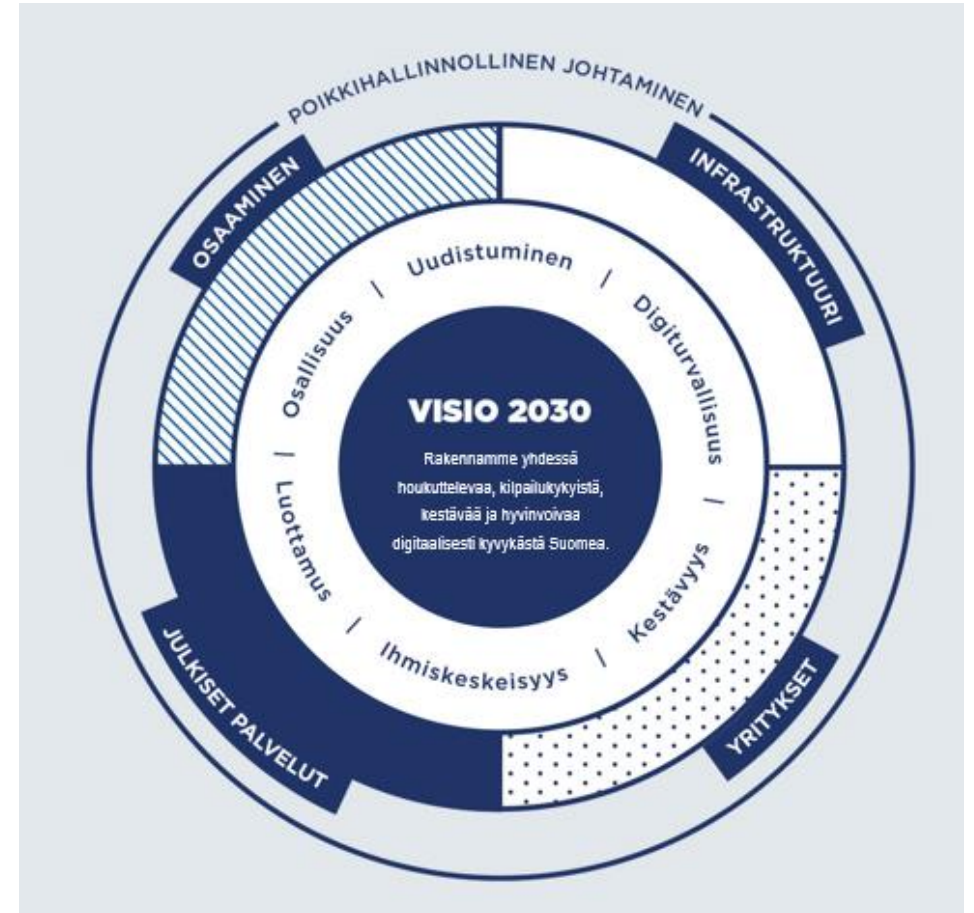 POIKKIHALLINNOLLINEN JOHTAMINEN
OSAAMINEN
INFRASTRUKTUURI
YRITYKSET
JULKISET PALVELUT
Uudistuminen
/
Digiturvallisuus
/
Kestävyys
/
Ihmiskeskeisyys
/
Luottamus
/
Osallisuus
/
VISIO 2030
Rakennamme yhdessä
houkuttelevaa, kilpailukykyistä,
kestävää ja hyvinvoivaa
digitaalisesti kyvykästä Suomea.